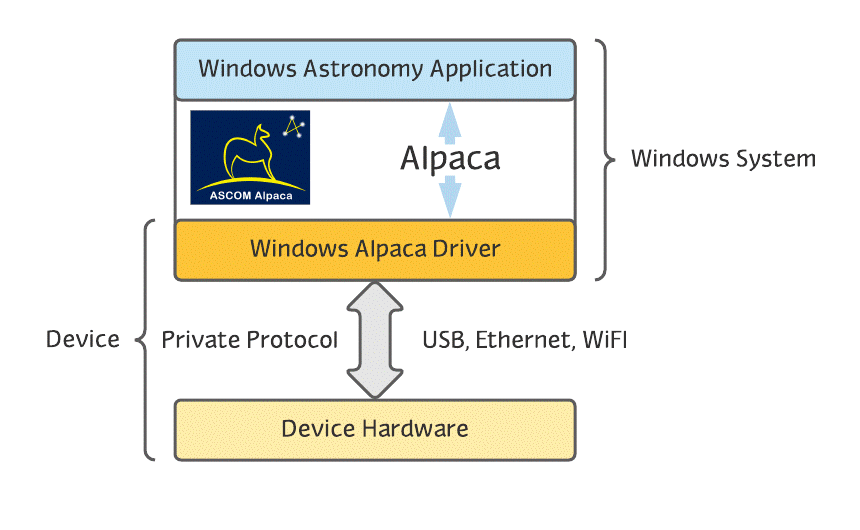 Windows Astronomy Application
Alpaca
ASCOM Alpaca
Windows System
Windows Alpaca Driver
Device
Private Protocol
USB, Ethernet, WiFI
Device Hardware